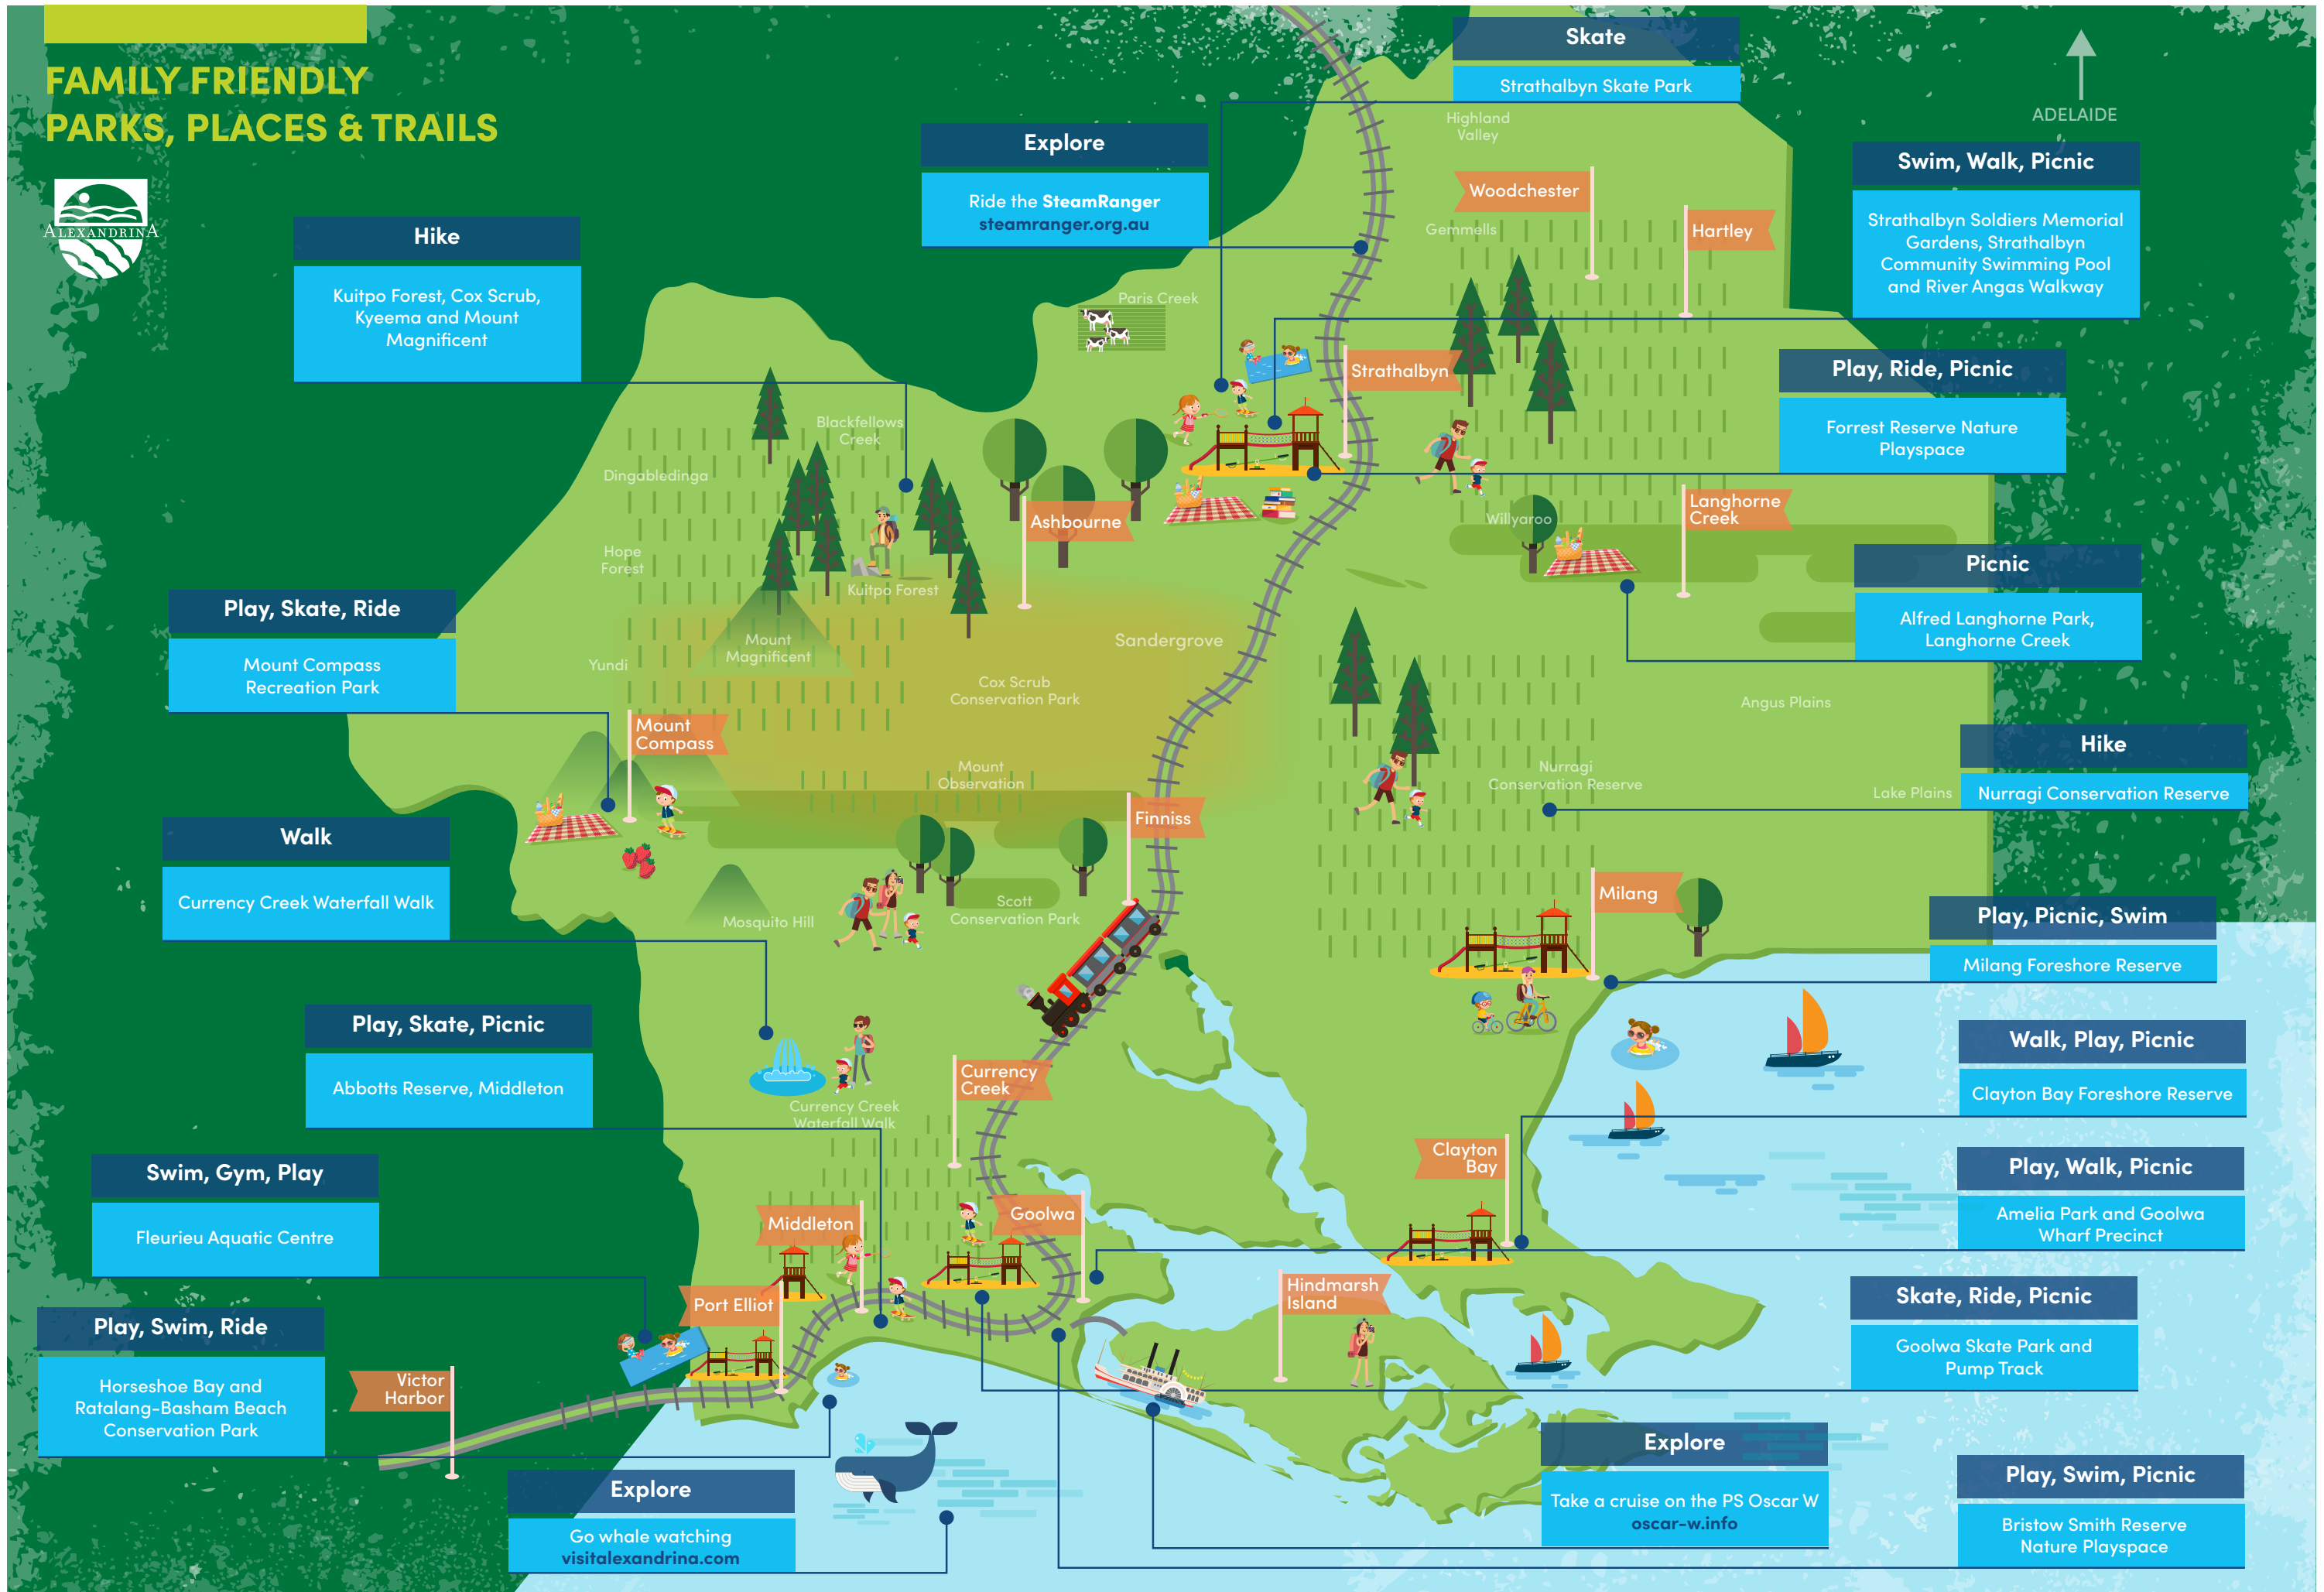 FAMILY FRIENDLY
PARKS, PLACES & TRAILS
ALEXANDRINA
ADELAIDE
Skate
Strathalbyn Skate Park
Explore
Ride the SteamRanger
steamranger.org.au
Swim, Walk, Picnic
Strathalbyn Soldiers Memorial
Gardens, Strathalbyn
Community Swimming Pool
and River Angas Walkway
Hike
Kuitpo Forest, Cox Scrub,
Kyeema and Mount
Magnificent
Play, Ride, Picnic
Forrest Reserve Nature
Playspace
Picnic
Alfred Langhorne Park,
Langhorne Creek
Play, Skate, Ride
Mount Compass
Recreation Park
Hike
Nurragi Conservation Reserve
Walk
Currency Creek Waterfall Walk
Play, Picnic, Swim
Milang Foreshore Reserve
Play, Skate, Picnic
Abbotts Reserve, Middleton
Walk, Play, Picnic
Clayton Bay Foreshore Reserve
Swim, Gym, Play
Fleurieu Aquatic Centre
Play, Walk, Picnic
Amelia Park and Goolwa
Wharf Precinct
Play, Swim, Ride
Horseshoe Bay and
Ratalang-Basham Beach
Conservation Park
Skate, Ride, Picnic
Goolwa Skate Park and
Pump Track
Explore
Go whale watching
visitalexandrina.com
Explore
Take a cruise on the PS Oscar W
oscar-w.info
Play, Swim, Picnic
Bristow Smith Reserve
Nature Playspace
Highland
Valley
Woodchester
Gemmells
Hartley
Paris Creek
Strathalbyn
Blackfellows
Creek
Dingabledinga
Ashbourne
Willyaroo
Langhorne
Creek
Hope
Forest
Kuitpo Forest
Mount
Magnificent
Yundi
Sandergrove
Cox Scrub
Conservation Park
Angus Plains
Mount
Compass
Mount
Observation
Nurragi
Conservation Reserve
Lake Plains
Finniss
Milang
Mosquito Hill
Scott
Conservation Park
Currency
Creek
Currency Creek
Waterfall Walk
Clayton
Bay
Middleton
Goolwa
Port Elliot
Hindmarsh
Island
Victor
Harbor